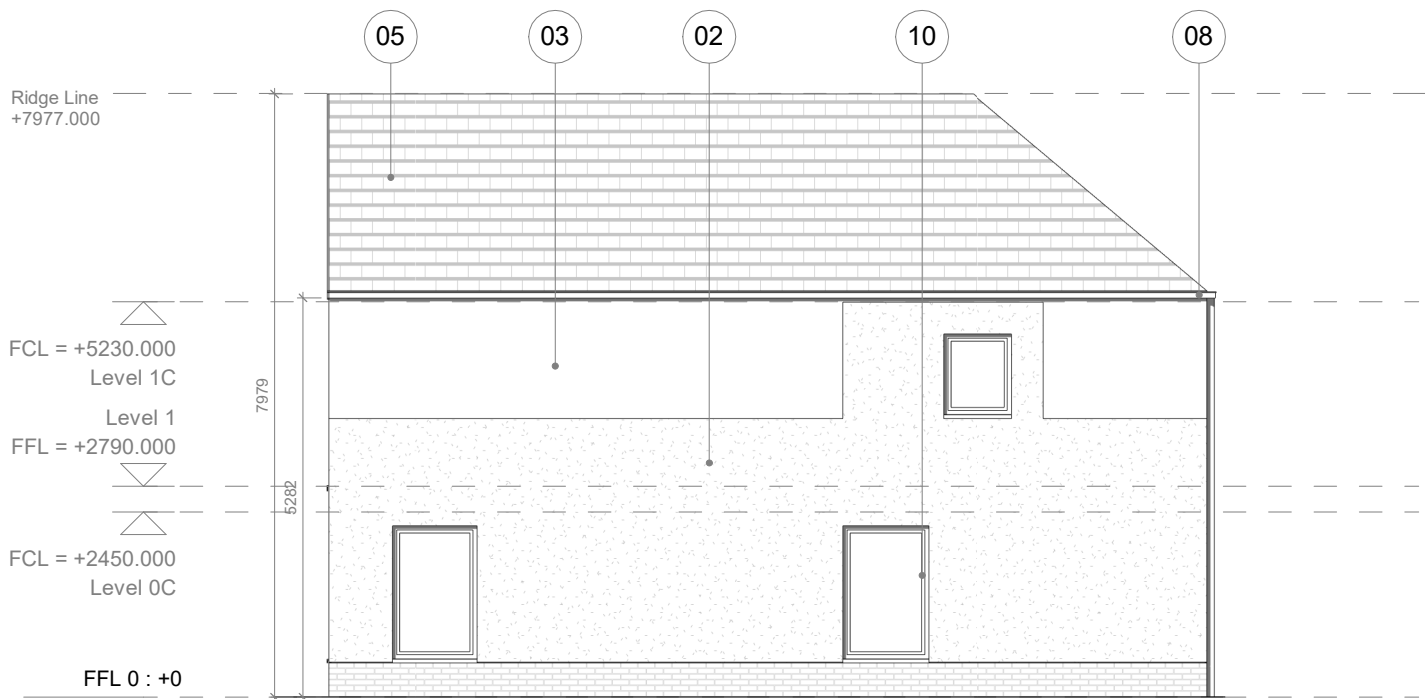 05 03 02 10 08
Ridge Line
+7977.000
FCL = +5230.000
Level 1C
7979
Level 1
FFL = +2790.000
5282
FCL = +2450.000
Level 0C
FFL 0 : +0